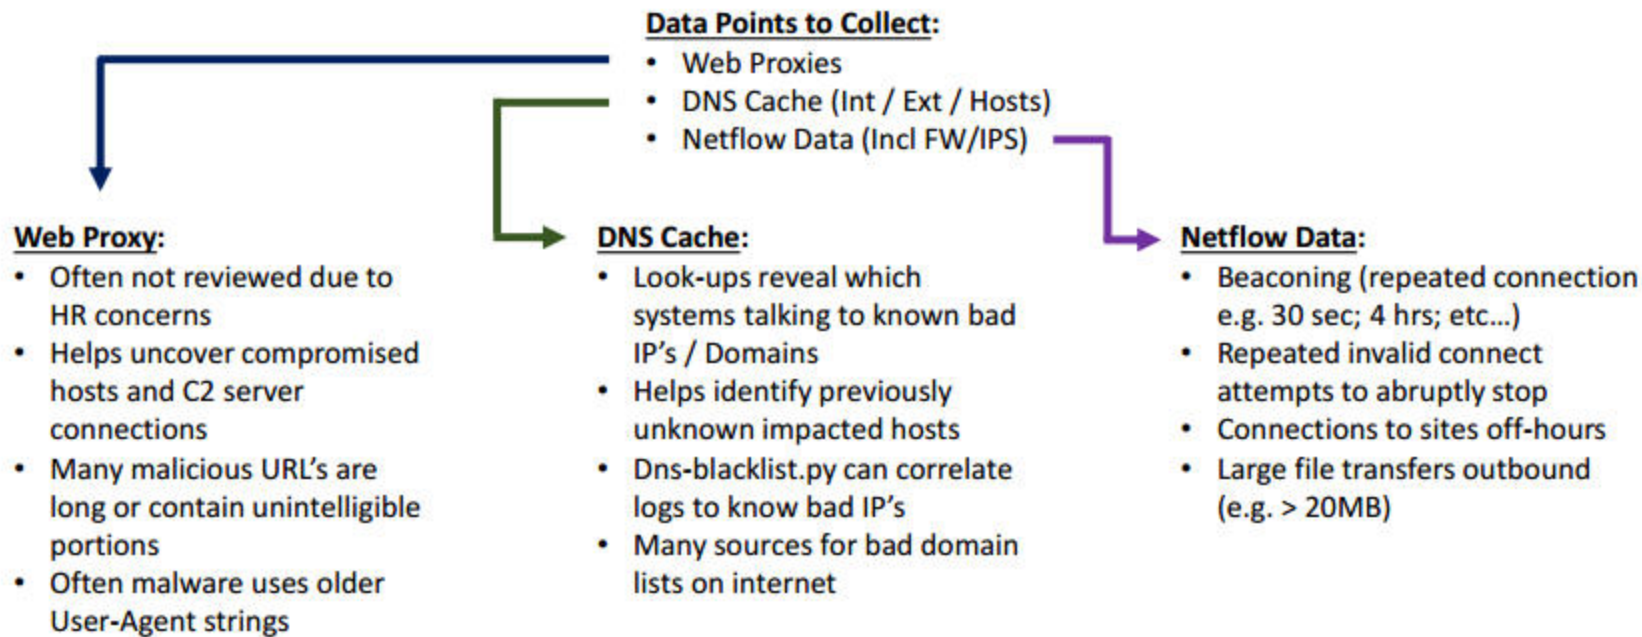 Data Points to Collect:
• Web Proxies
• DNS Cache (Int / Ext / Hosts)
• Netflow Data (Incl FW/IPS)
Web Proxy:
• Often not reviewed due to
HR concerns
• Helps uncover compromised
hosts and C2 server
connections
• Many malicious URL's are
long or contain unintelligible
portions
• Often malware uses older
User-Agent strings
DNS Cache:
• Look-ups reveal which
systems talking to known bad
IP's / Domains
• Helps identify previously
unknown impacted hosts
• Dns-blacklist.py can correlate
logs to know bad IP's
• Many sources for bad domain
lists on internet
Netflow Data:
• Beaconing (repeated connection
e.g. 30 sec; 4 hrs; etc…)
• Repeated invalid connect
attempts to abruptly stop
• Connections to sites off-hours
• Large file transfers outbound
(e.g. > 20MB)